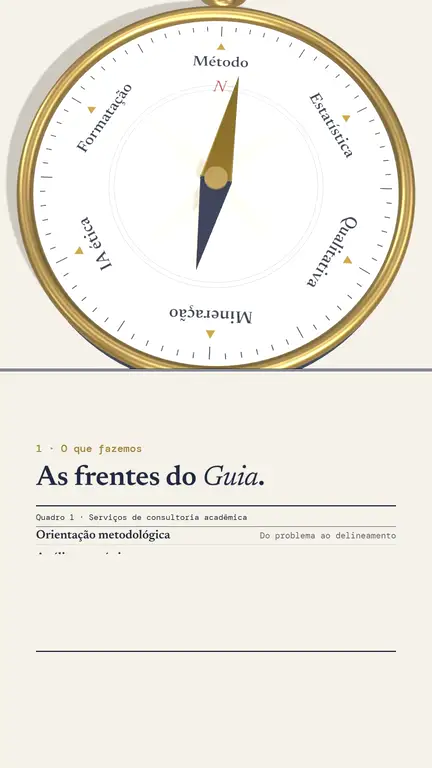 Método
N
Formatação
Estatística
IA ética
Qualitativa
Mineração
1 · O que fazemos
As frentes do Guia.
Quadro 1 · Serviços de consultoria acadêmica
Orientação metodológica Do problema ao delineamento